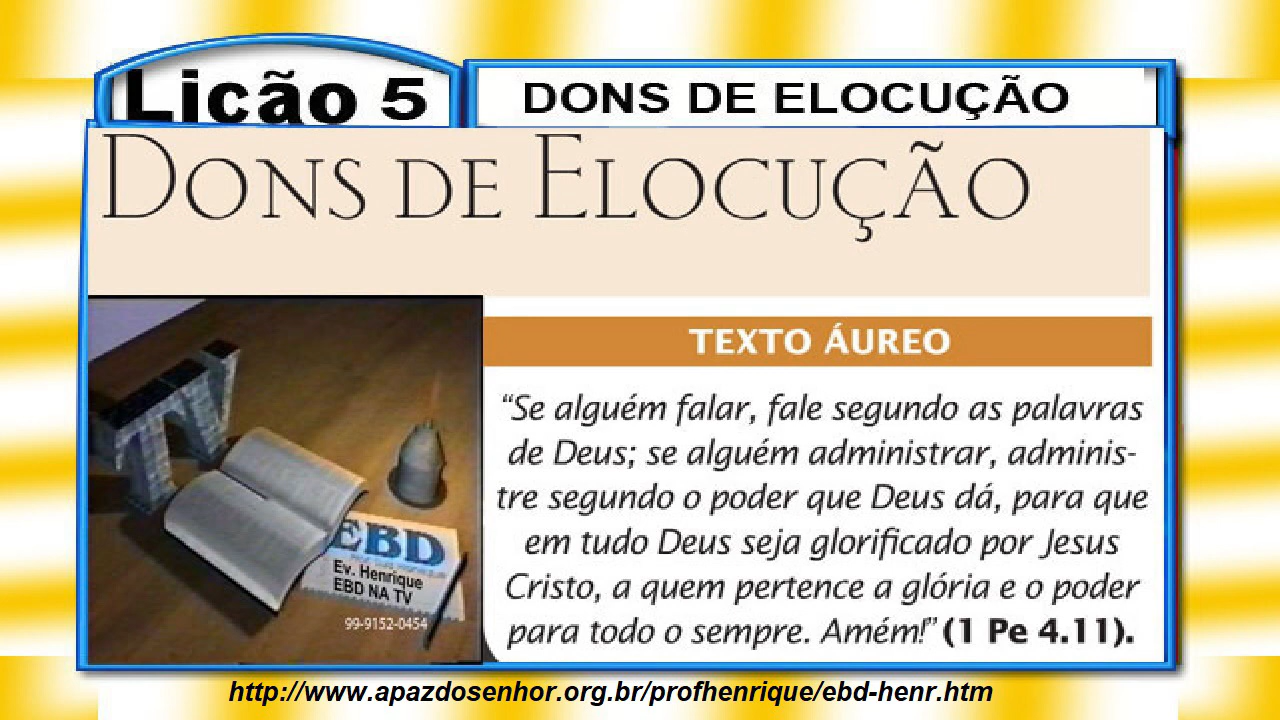 Lição 5
DONS DE ELOCUÇÃO
DONS DE ELOCUÇÃO
TEXTO ÁUREO
“Se alguém falar, fale segundo as palavras
de Deus; se alguém administrar, adminis-
tre segundo o poder que Deus dá, para que
em tudo Deus seja glorificado por Jesus
Cristo, a quem pertence a glória e o poder
para todo o sempre. Amém!” (1 Pe 4.11).
EBD
Ev. Henrique
EBD NA TV
99-9152-0454
http://www.apazdosenhor.org.br/profhenrique/ebd-henr.htm